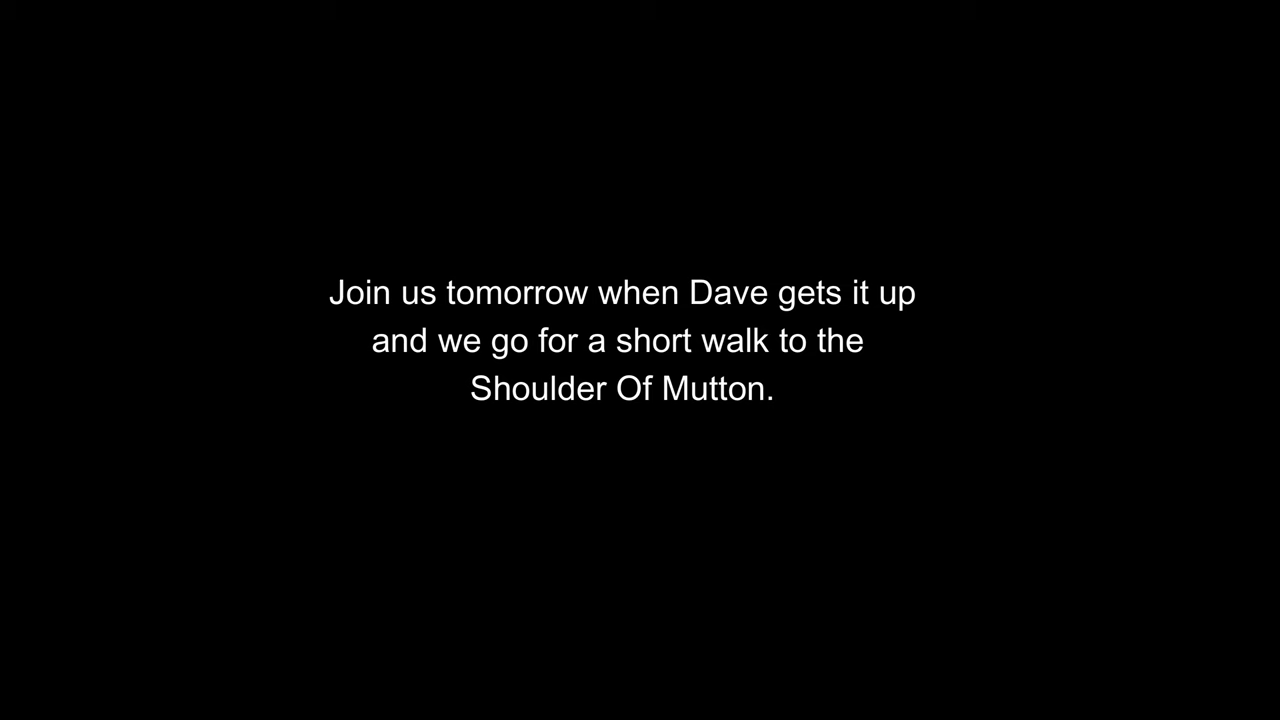 Join us tomorrow when Dave gets it up
and we go for a short walk to the
Shoulder Of Mutton.